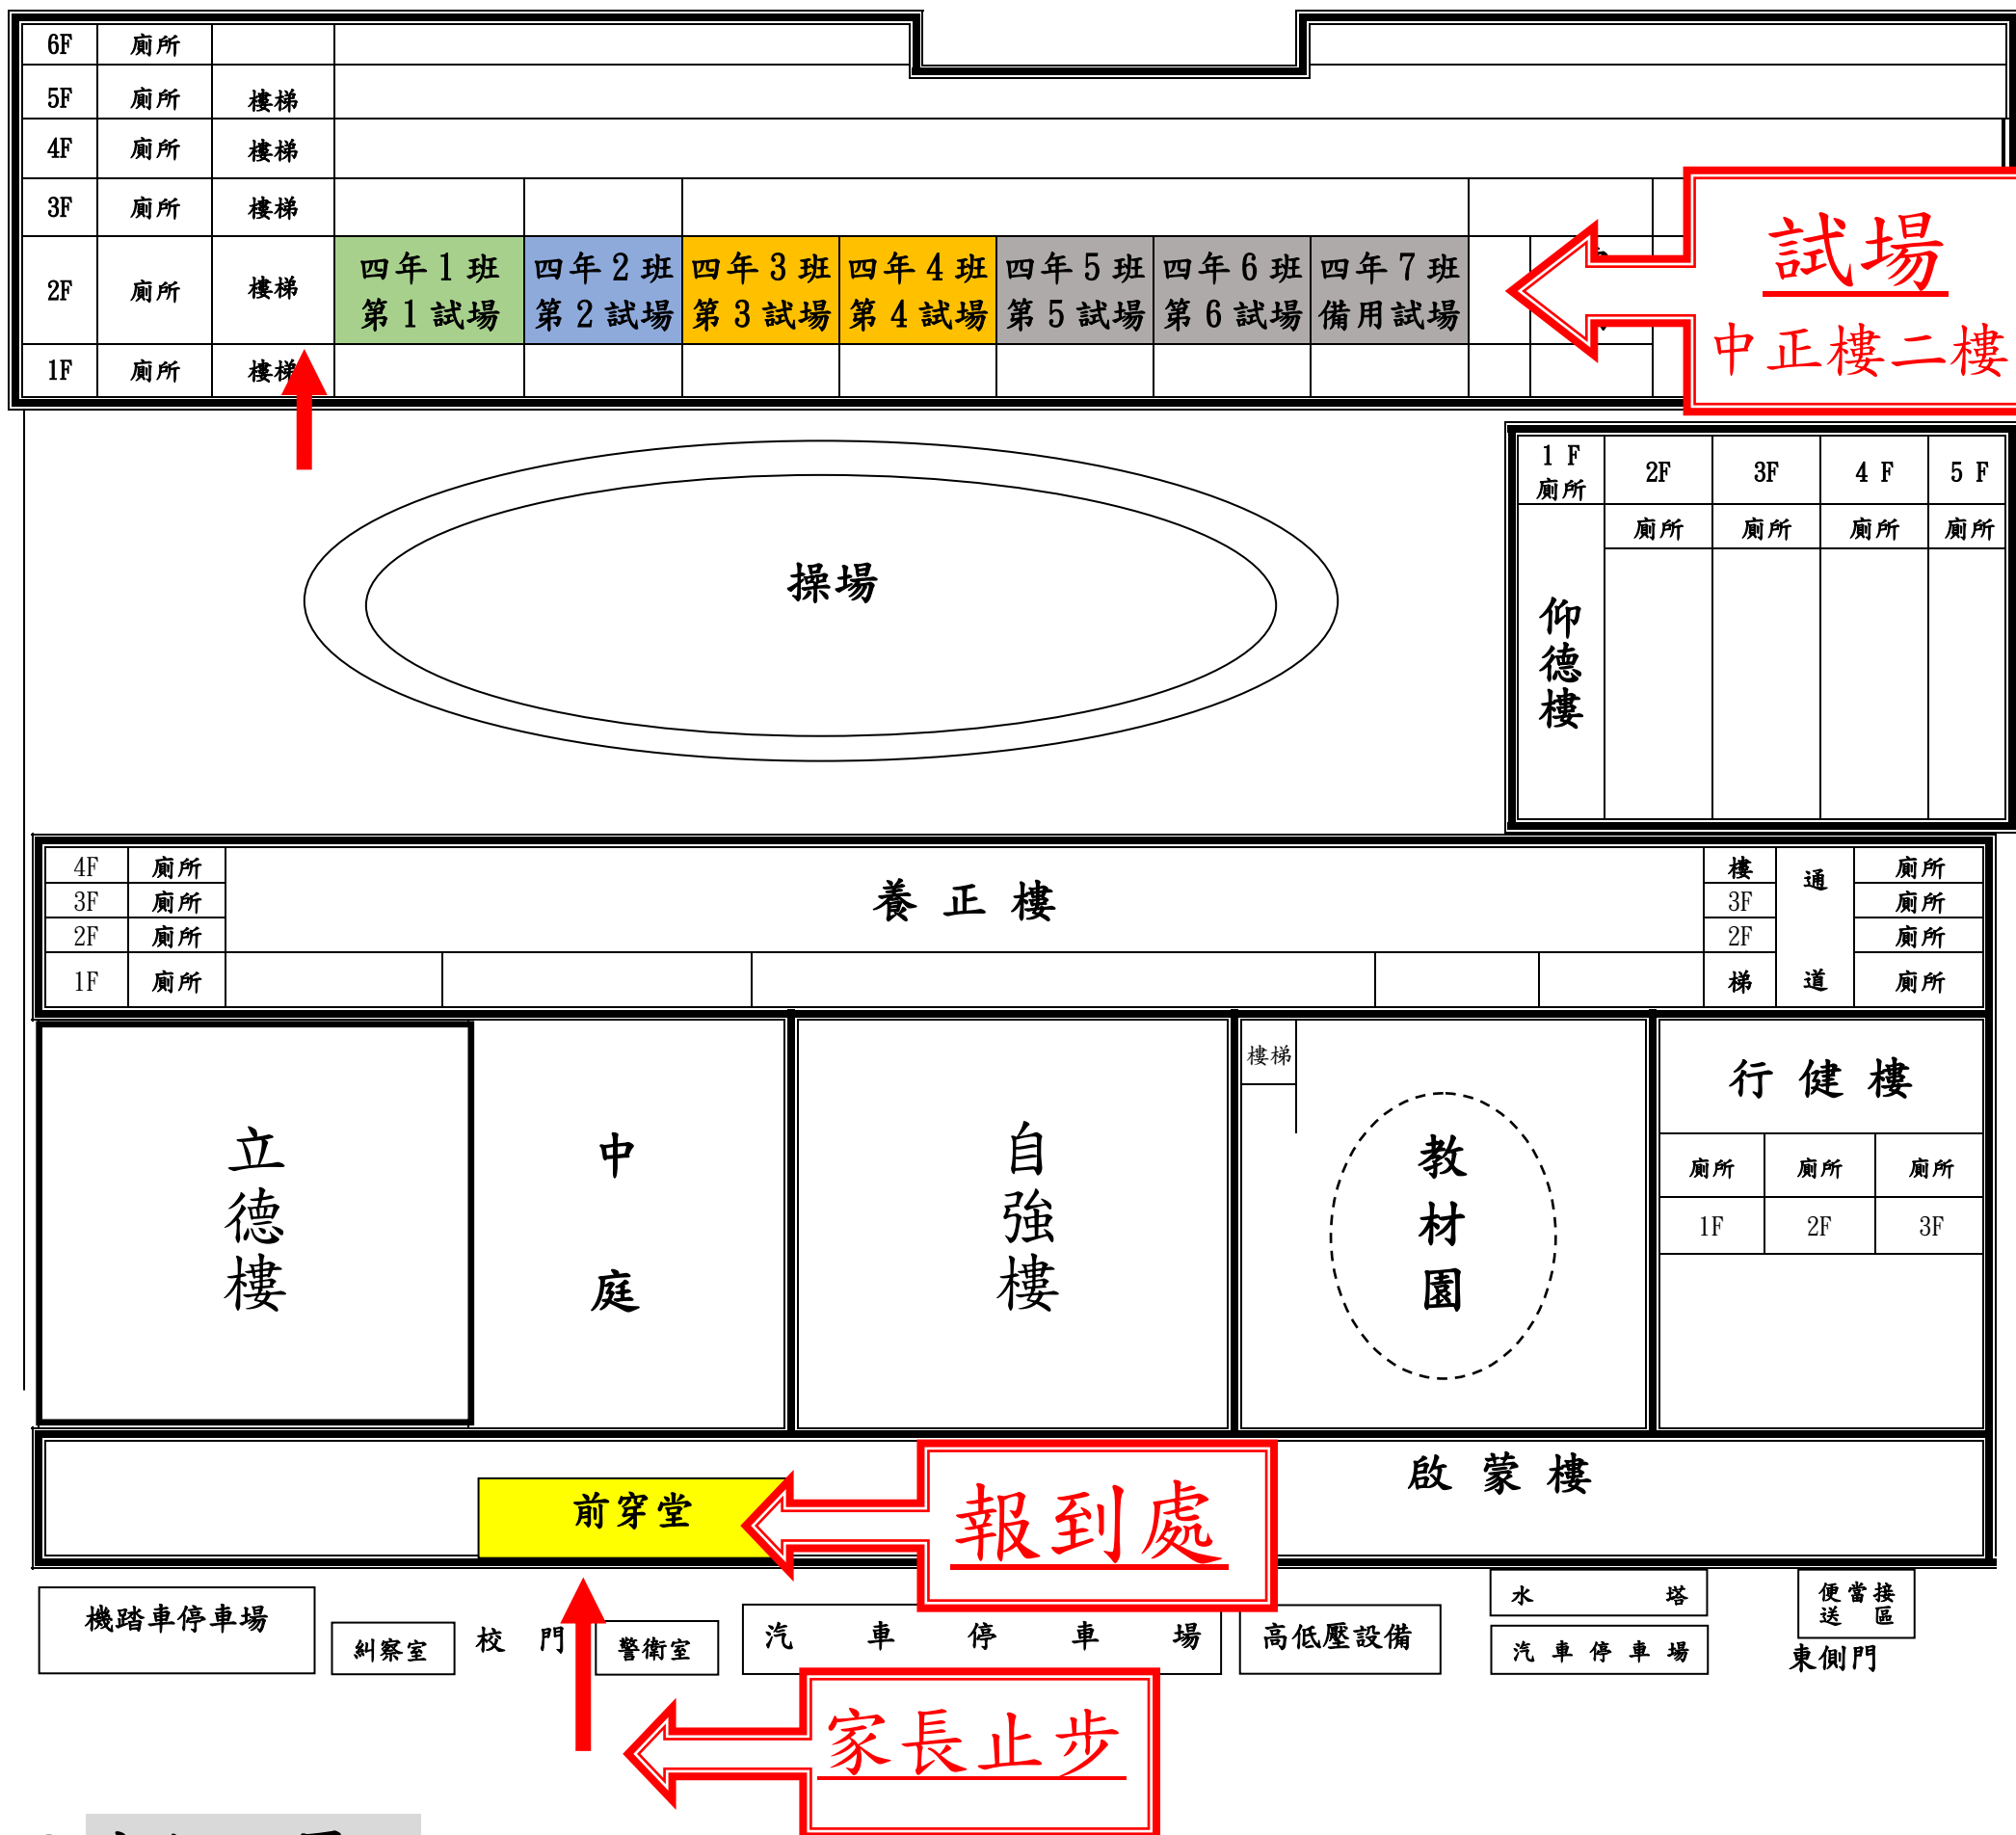 6F 廁所
5F 廁所 樓梯
4F 廁所 樓梯
3F 廁所 樓梯
2F 廁所 樓梯
四年1班 四年2班 四年3班 四年4班 四年5班 四年6班 四年7班
第1試場 第2試場 第3試場 第4試場 第5試場 第6試場 備用試場
1F 廁所 樓梯
試場
中正樓二樓
操場
1 F 2F 3F 4 F 5 F
廁所
廁所 廁所 廁所 廁所
仰德樓
4F 廁所
3F 廁所
2F 廁所
1F 廁所
養正樓
樓
3F
2F
梯
通道
廁所
廁所
廁所
廁所
立德樓
中庭
自強樓
樓梯
教材園
行健樓
廁所 廁所 廁所
1F 2F 3F
啟蒙樓
前穿堂
報到處
機踏車停車場
糾察室
校門
警衛室
汽車停車場
高低壓設備
水塔
汽車停車場
便當接
送區
東側門
家長止步